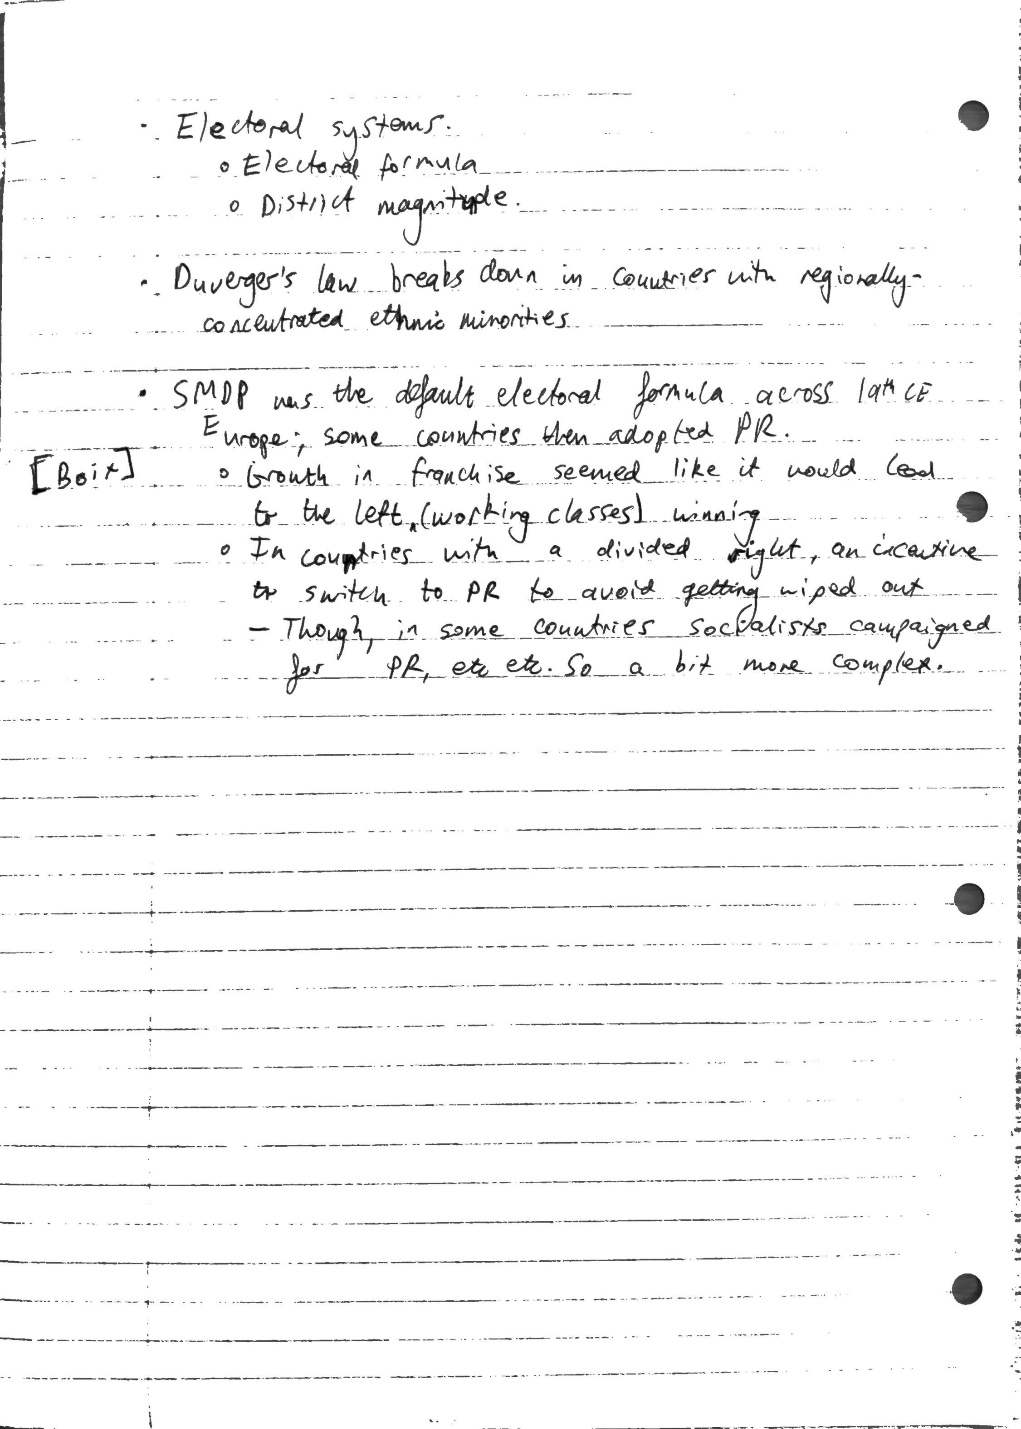 · Electoral systems.
o Electoral formula
o District magnitude.
· Duverger's law breaks down in countries with regionally-
concentrated ethnic minorities
· SMDP was the default electoral formula across 19th CE
Europe; some countries then adopted PR.
[Boix] o Growth in franchise seemed like it would lead
to the left (working classes) winning
o In countries with a divided right, an incentive
to switch to PR to avoid getting wiped out
– Though, in some countries socialists campaigned
for PR, etc etc. So a bit more complex.